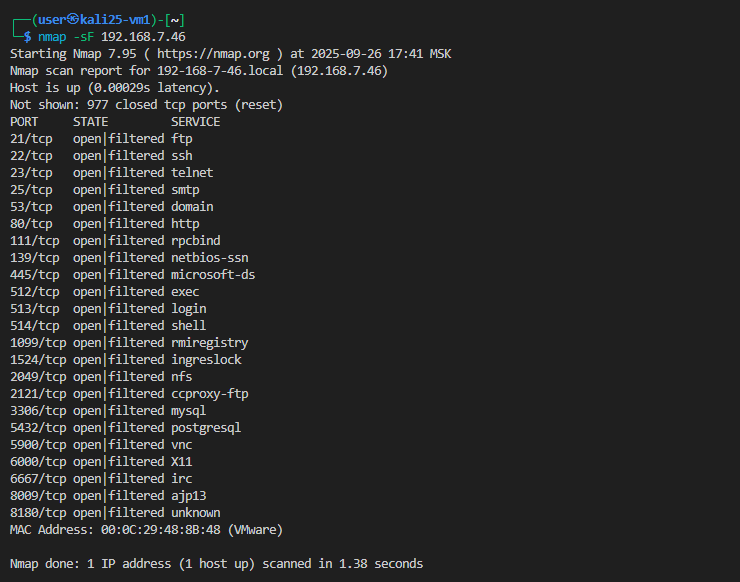 ┌──(user㉿kali25-vm1)-[~]
└─$ nmap -sF 192.168.7.46
Starting Nmap 7.95 ( https://nmap.org ) at 2025-09-26 17:41 MSK
Nmap scan report for 192-168-7-46.local (192.168.7.46)
Host is up (0.00029s latency).
Not shown: 977 closed tcp ports (reset)
PORT     STATE         SERVICE
21/tcp   open|filtered ftp
22/tcp   open|filtered ssh
23/tcp   open|filtered telnet
25/tcp   open|filtered smtp
53/tcp   open|filtered domain
80/tcp   open|filtered http
111/tcp  open|filtered rpcbind
139/tcp  open|filtered netbios-ssn
445/tcp  open|filtered microsoft-ds
512/tcp  open|filtered exec
513/tcp  open|filtered login
514/tcp  open|filtered shell
1099/tcp open|filtered rmiregistry
1524/tcp open|filtered ingreslock
2049/tcp open|filtered nfs
2121/tcp open|filtered ccproxy-ftp
3306/tcp open|filtered mysql
5432/tcp open|filtered postgresql
5900/tcp open|filtered vnc
6000/tcp open|filtered X11
6667/tcp open|filtered irc
8009/tcp open|filtered ajp13
8180/tcp open|filtered unknown
MAC Address: 00:0C:29:48:8B:48 (VMware)
Nmap done: 1 IP address (1 host up) scanned in 1.38 seconds